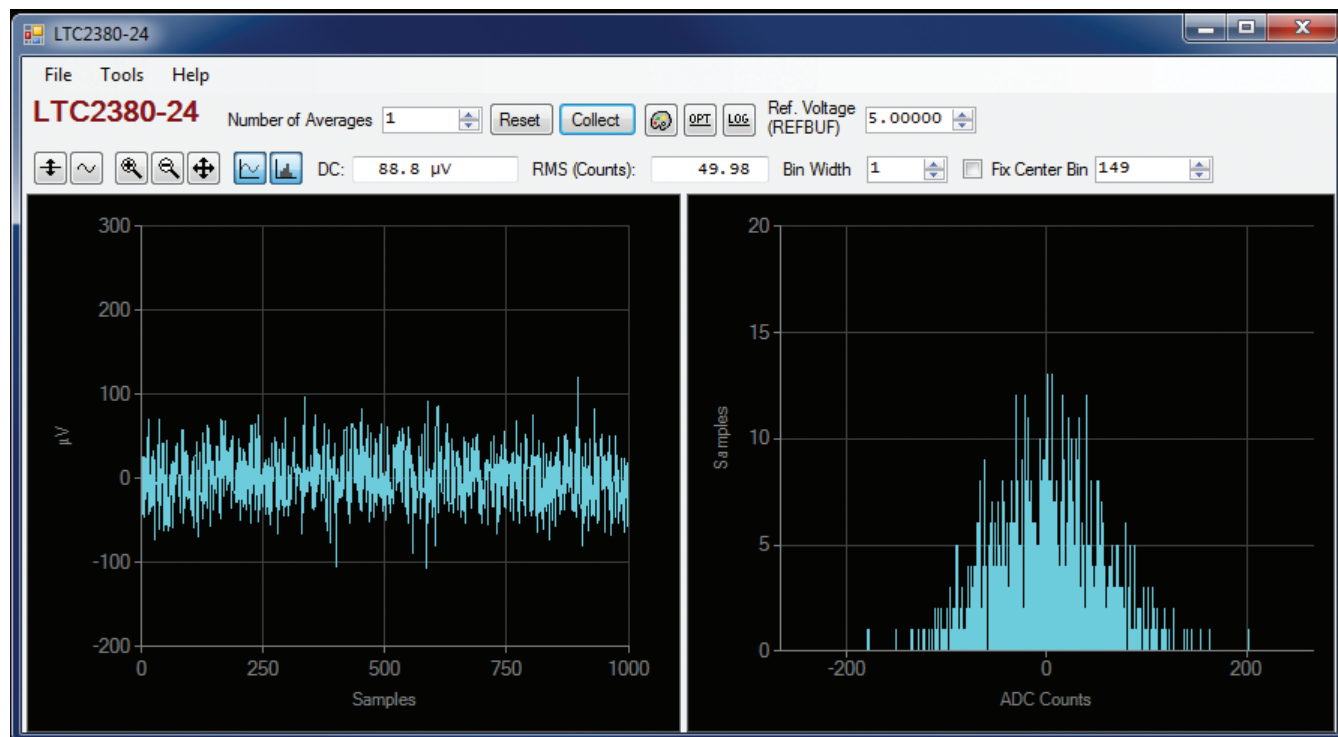 LTC2380-24
File Tools Help
LTC2380-24 Number of Averages 1 Reset Collect OPT LOG Ref. Voltage (REFBUF) 5.00000
DC: 88.8 µV RMS (Counts): 49.98 Bin Width 1 Fix Center Bin 149
300
200
100
0
-100
-200
µV
0 250 500 750 1000
Samples
20
15
10
5
0
Samples
-200 0 200
ADC Counts